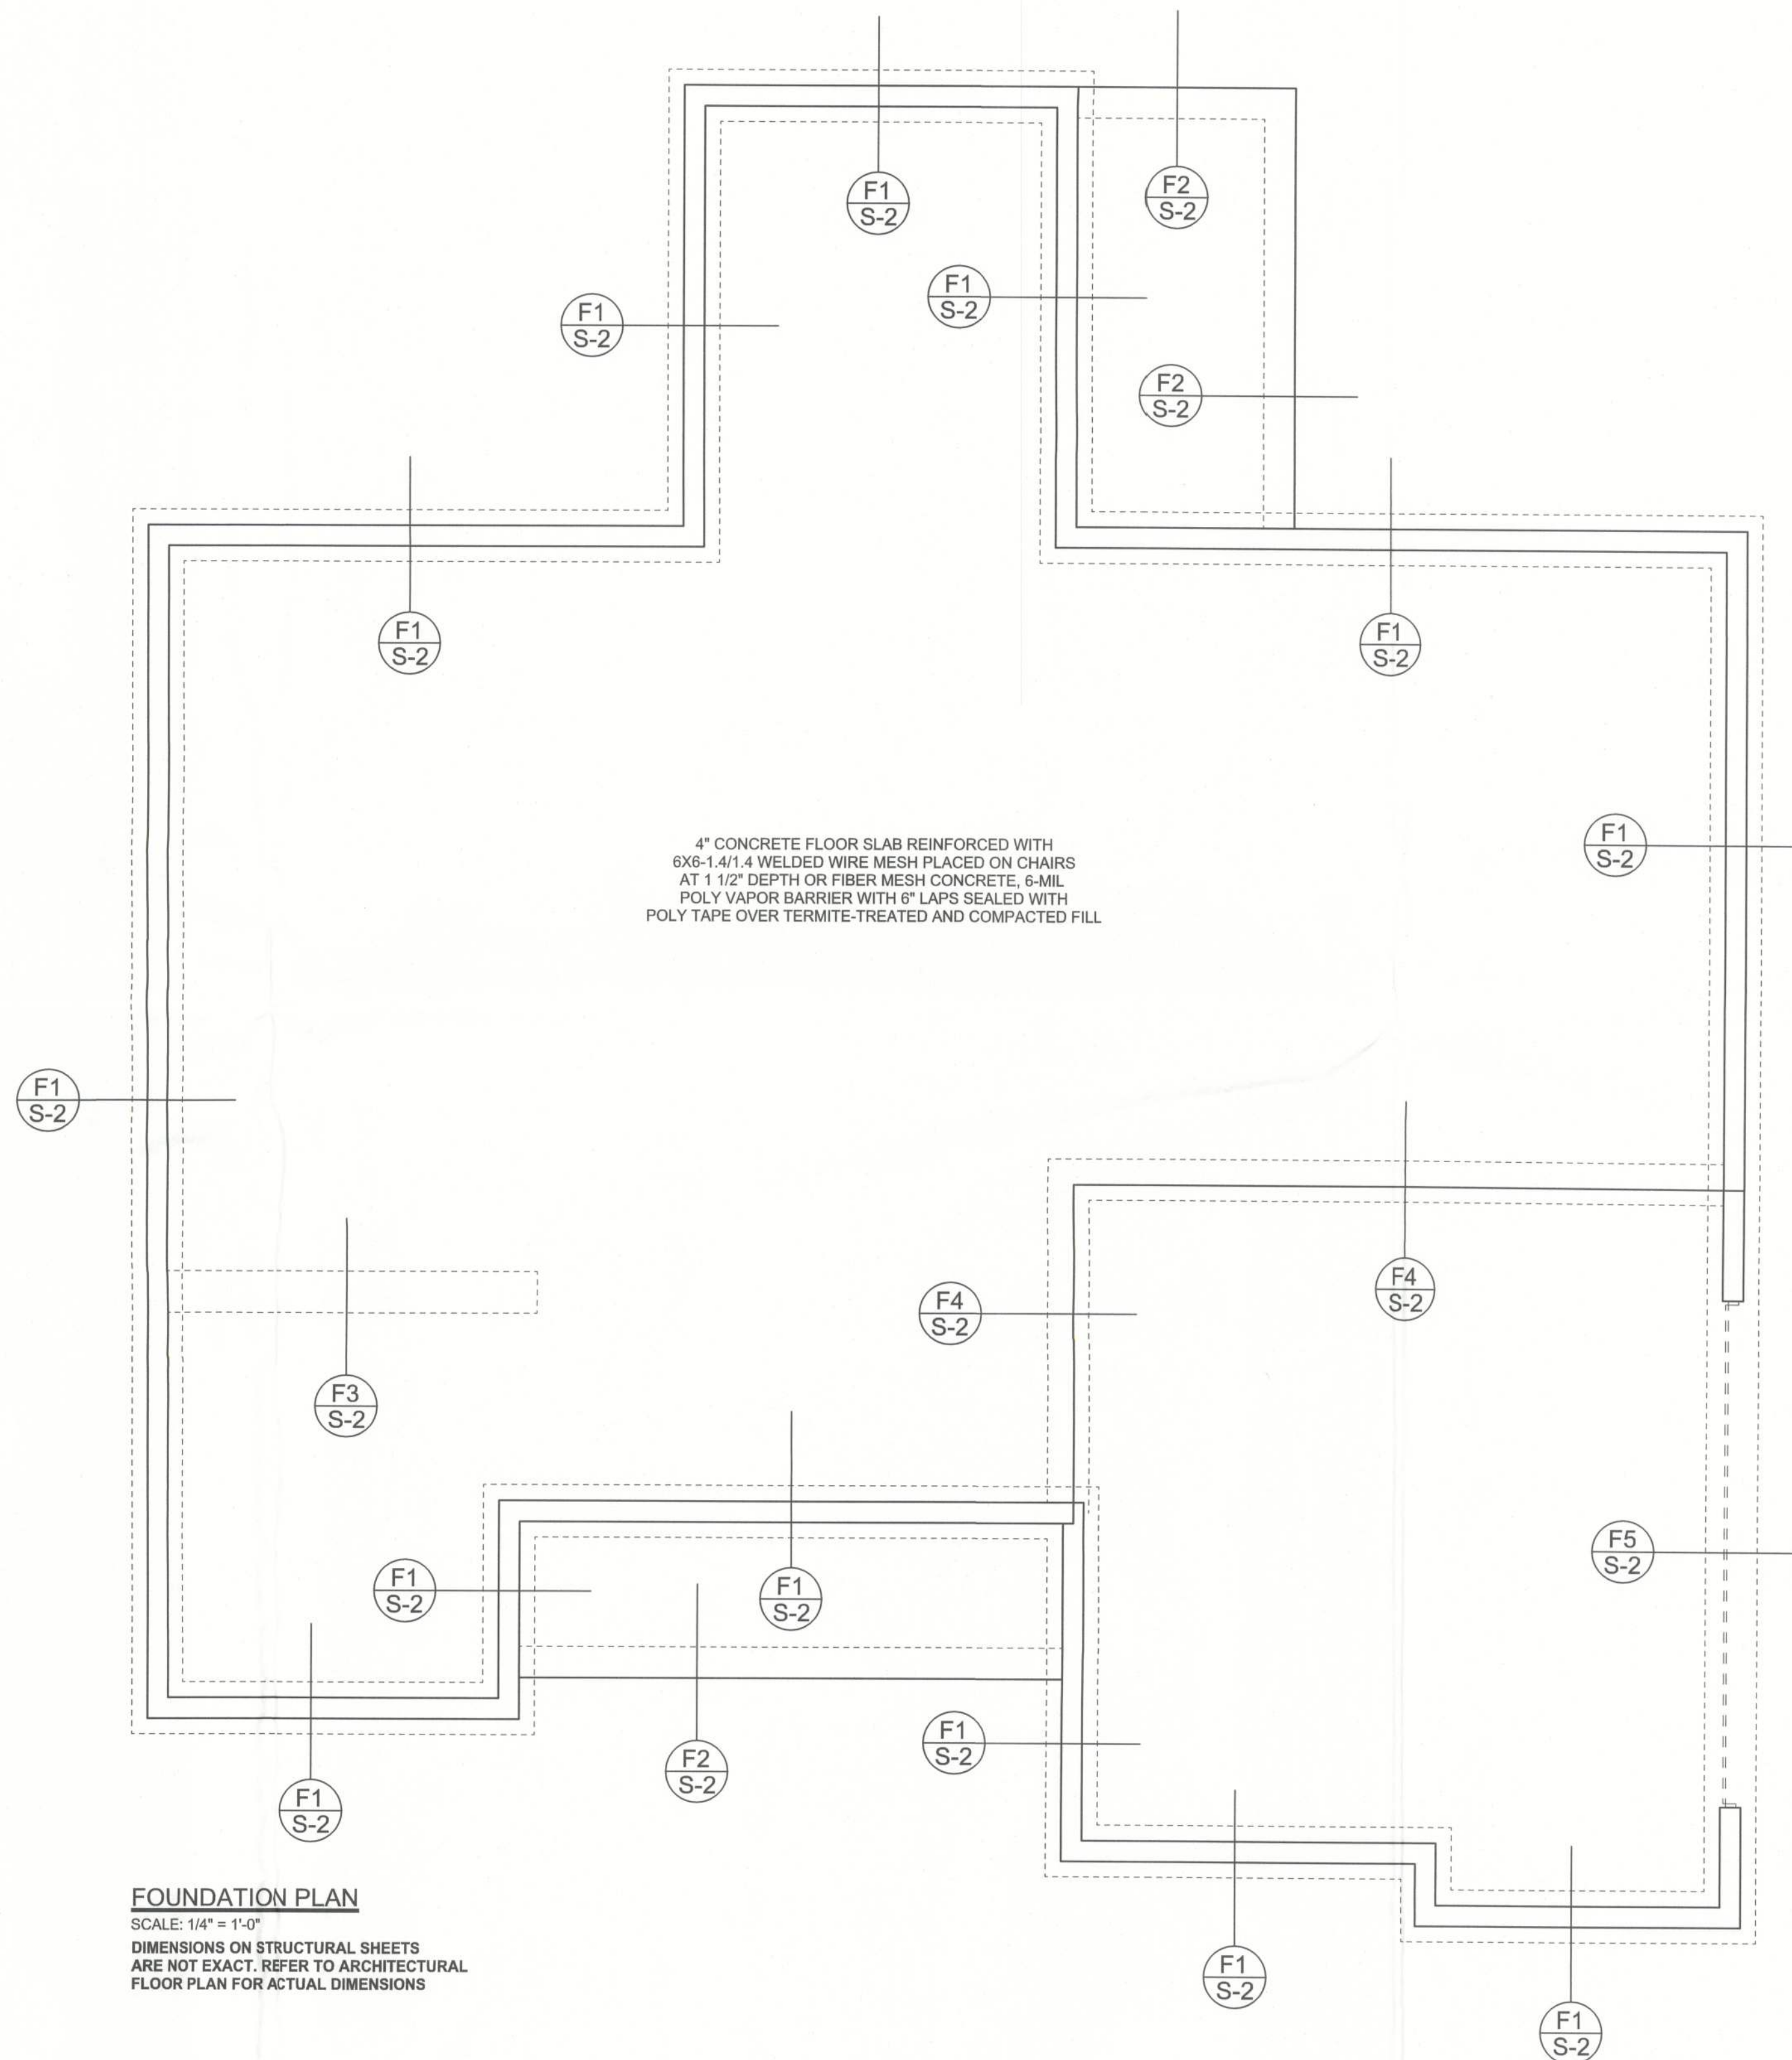 F1
S-2
F2
S-2
F1
S-2
F1
S-2
F2
S-2
F1
S-2
F1
S-2
4" CONCRETE FLOOR SLAB REINFORCED WITH
6X6-1.4/1.4 WELDED WIRE MESH PLACED ON CHAIRS
AT 1 1/2" DEPTH OR FIBER MESH CONCRETE, 6-MIL
POLY VAPOR BARRIER WITH 6" LAPS SEALED WITH
POLY TAPE OVER TERMITE-TREATED AND COMPACTED FILL
F1
S-2
F1
S-2
F4
S-2
F4
S-2
F3
S-2
F5
S-2
F1
S-2
F1
S-2
F1
S-2
F2
S-2
F1
S-2
FOUNDATION PLAN
SCALE: 1/4" = 1'-0"
DIMENSIONS ON STRUCTURAL SHEETS
ARE NOT EXACT. REFER TO ARCHITECTURAL
FLOOR PLAN FOR ACTUAL DIMENSIONS
F1
S-2
F1
S-2